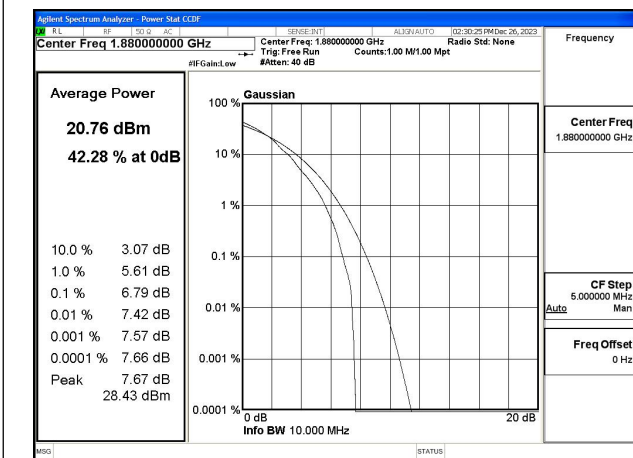 Agilent Spectrum Analyzer - Power Stat CCDF
LXI RL RF 50 Ω AC SENSE:INT ALIGN AUTO 02:30:25 PM Dec 26, 2023
Center Freq 1.880000000 GHz
Center Freq: 1.880000000 GHz Radio Std: None
Trig: Free Run Counts:1.00 M/1.00 Mpt
#IFGain:Low #Atten: 40 dB
Frequency
Average Power
20.76 dBm
42.28 % at 0dB
10.0 % 3.07 dB
1.0 % 5.61 dB
0.1 % 6.79 dB
0.01 % 7.42 dB
0.001 % 7.57 dB
0.0001 % 7.66 dB
Peak 7.67 dB
28.43 dBm
Gaussian
100 %
10 %
1 %
0.1 %
0.01 %
0.001 %
0.0001 %
0 dB 20 dB
Info BW 10.000 MHz
Center Freq
1.880000000 GHz
CF Step
5.000000 MHz
Auto Man
Freq Offset
0 Hz
MSG STATUS